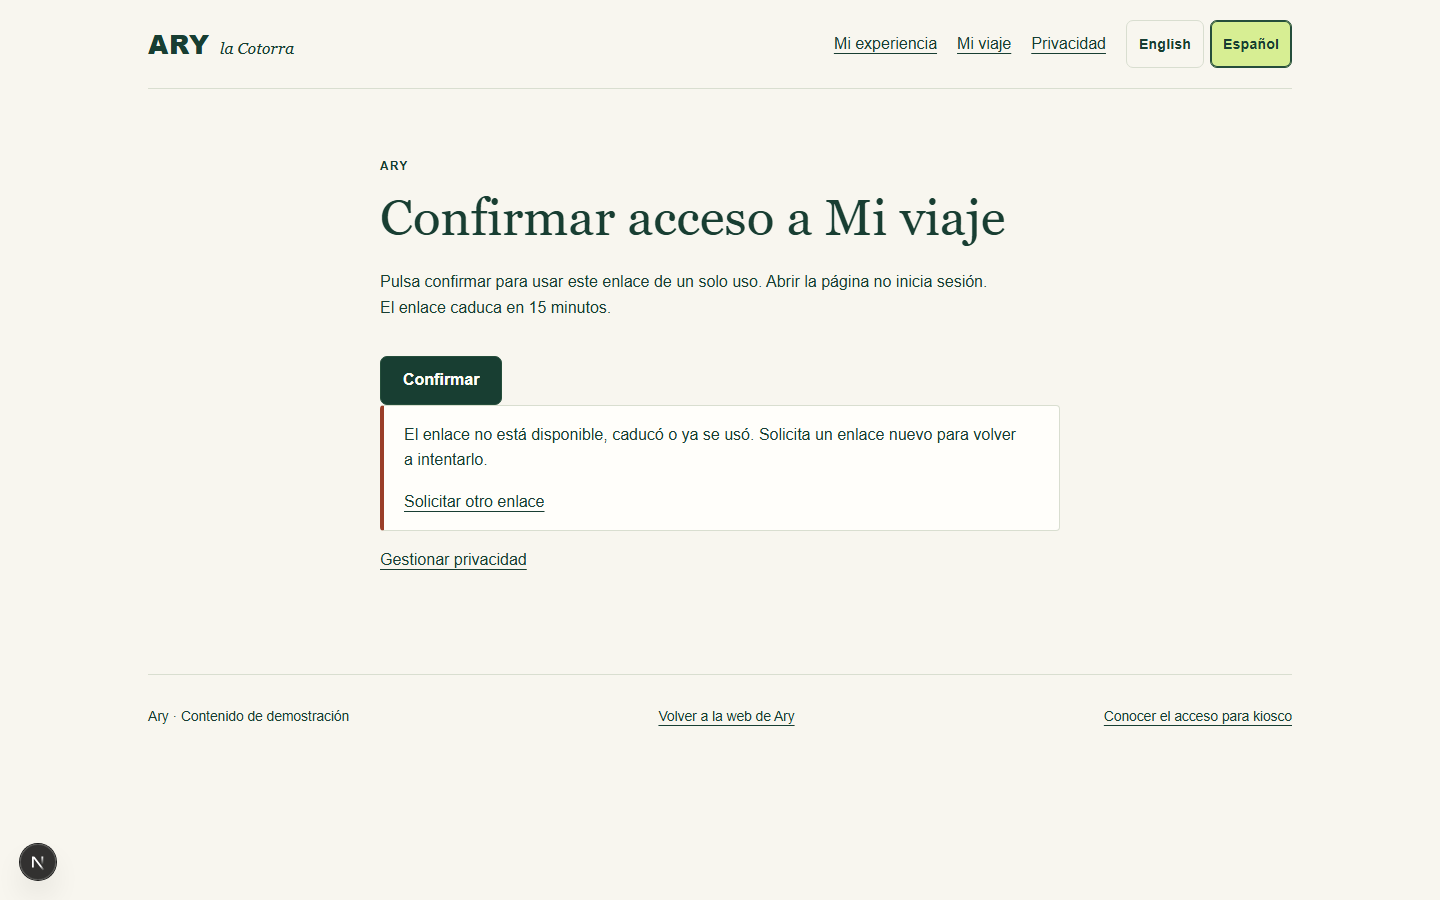 ARY la Cotorra
Mi experiencia
Mi viaje
Privacidad
English
Español
ARY
Confirmar acceso a Mi viaje
Pulsa confirmar para usar este enlace de un solo uso. Abrir la página no inicia sesión.
El enlace caduca en 15 minutos.
Confirmar
El enlace no está disponible, caducó o ya se usó. Solicita un enlace nuevo para volver
a intentarlo.
Solicitar otro enlace
Gestionar privacidad
Ary · Contenido de demostración
Volver a la web de Ary
Conocer el acceso para kiosco
N